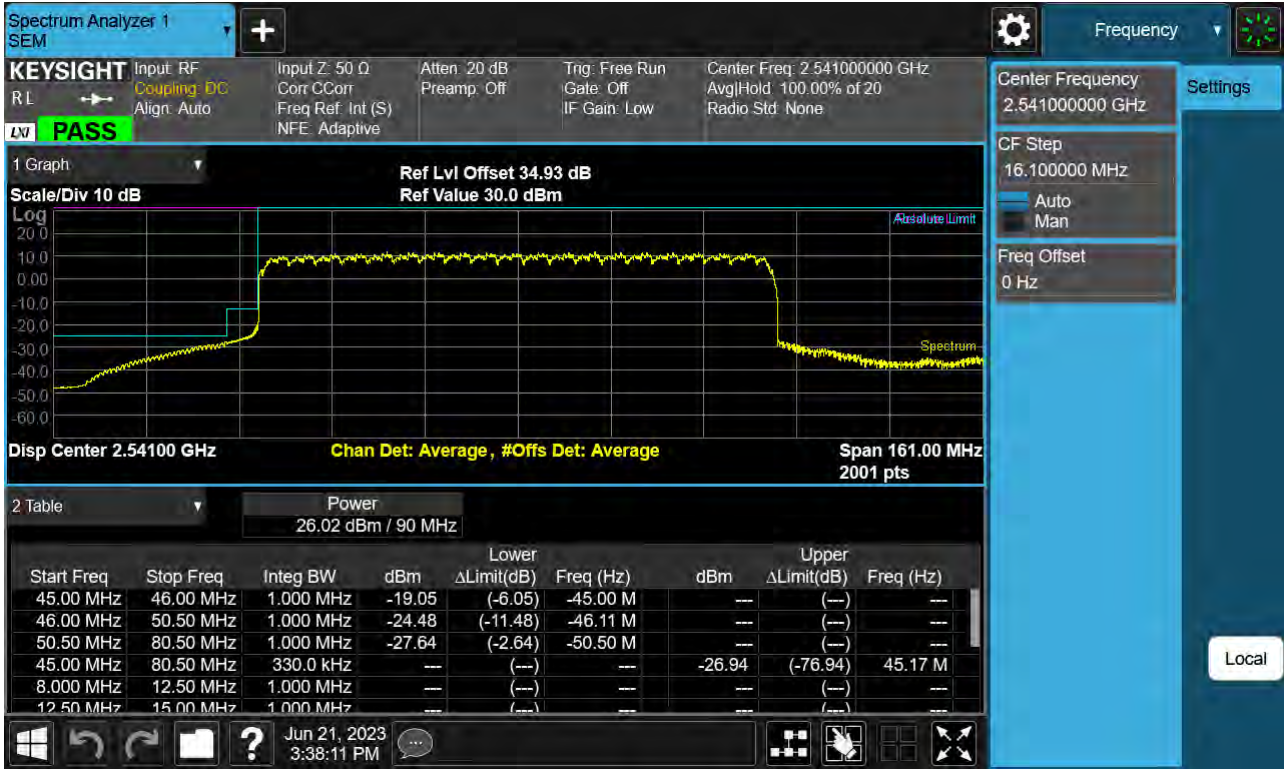 Spectrum Analyzer 1
SEM
+
Frequency
KEYSIGHT
RL
LXI
PASS
Input: RF
Coupling: DC
Align: Auto
Input Z: 50 Ω
Corr CCorr
Freq Ref: Int (S)
NFE: Adaptive
Atten: 20 dB
Preamp: Off
Trig: Free Run
Gate: Off
IF Gain: Low
Center Freq: 2.541000000 GHz
Avg|Hold: 100.00% of 20
Radio Std: None
Center Frequency
2.541000000 GHz
Settings
CF Step
16.100000 MHz
Auto
Man
Freq Offset
0 Hz
Local
1 Graph
Scale/Div 10 dB
Ref Lvl Offset 34.93 dB
Ref Value 30.0 dBm
Log
Absolute Limit
20.0
10.0
0.00
-10.0
-20.0
-30.0
-40.0
-50.0
-60.0
Spectrum
Disp Center 2.54100 GHz
Chan Det: Average, #Offs Det: Average
Span 161.00 MHz
2001 pts
2 Table
Power
26.02 dBm / 90 MHz
Lower Upper
Start Freq Stop Freq Integ BW dBm ΔLimit(dB) Freq (Hz) dBm ΔLimit(dB) Freq (Hz)
45.00 MHz 46.00 MHz 1.000 MHz -19.05 (-6.05) -45.00 M --- (---) ---
46.00 MHz 50.50 MHz 1.000 MHz -24.48 (-11.48) -46.11 M --- (---) ---
50.50 MHz 80.50 MHz 1.000 MHz -27.64 (-2.64) -50.50 M --- (---) ---
45.00 MHz 80.50 MHz 330.0 kHz --- (---) --- -26.94 (-76.94) 45.17 M
8.000 MHz 12.50 MHz 1.000 MHz --- (---) --- --- (---) ---
12.50 MHz 15.00 MHz 1.000 MHz --- (---) --- --- (---) ---
?
Jun 21, 2023
3:38:11 PM